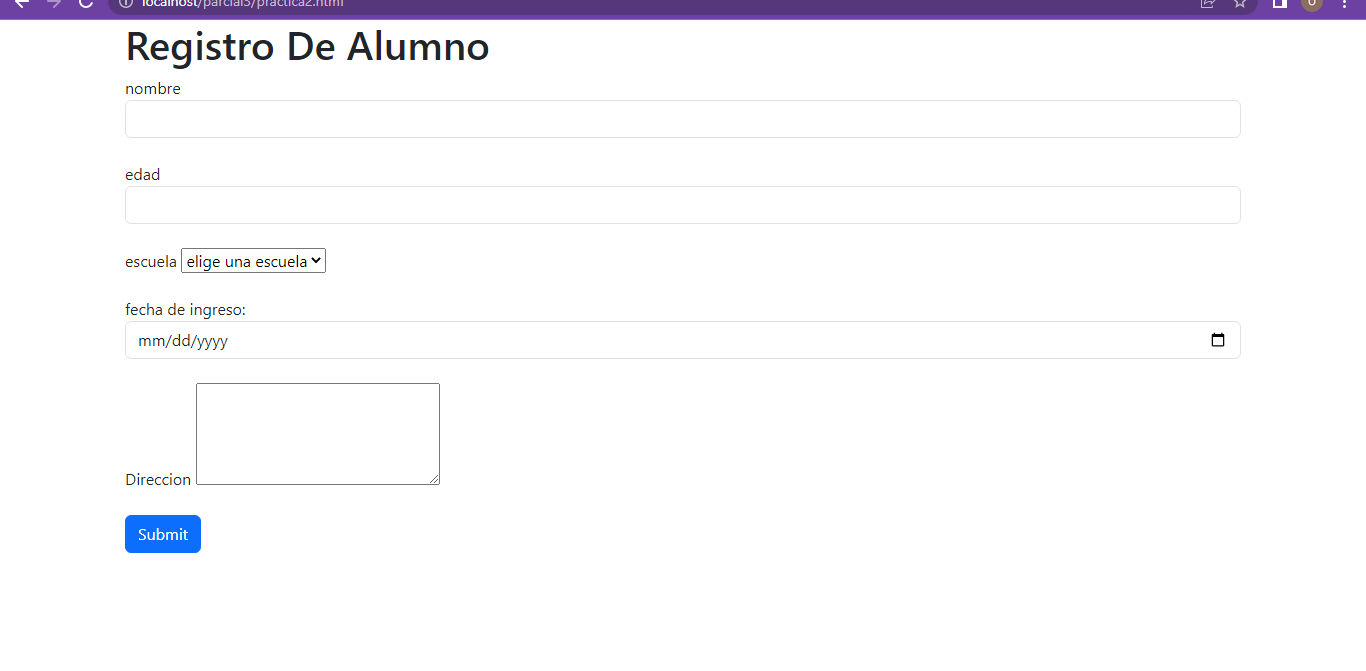 localhost/parcial3/practica2.html
Registro De Alumno
nombre
edad
escuela elige una escuela
fecha de ingreso:
mm/dd/yyyy
Direccion
Submit